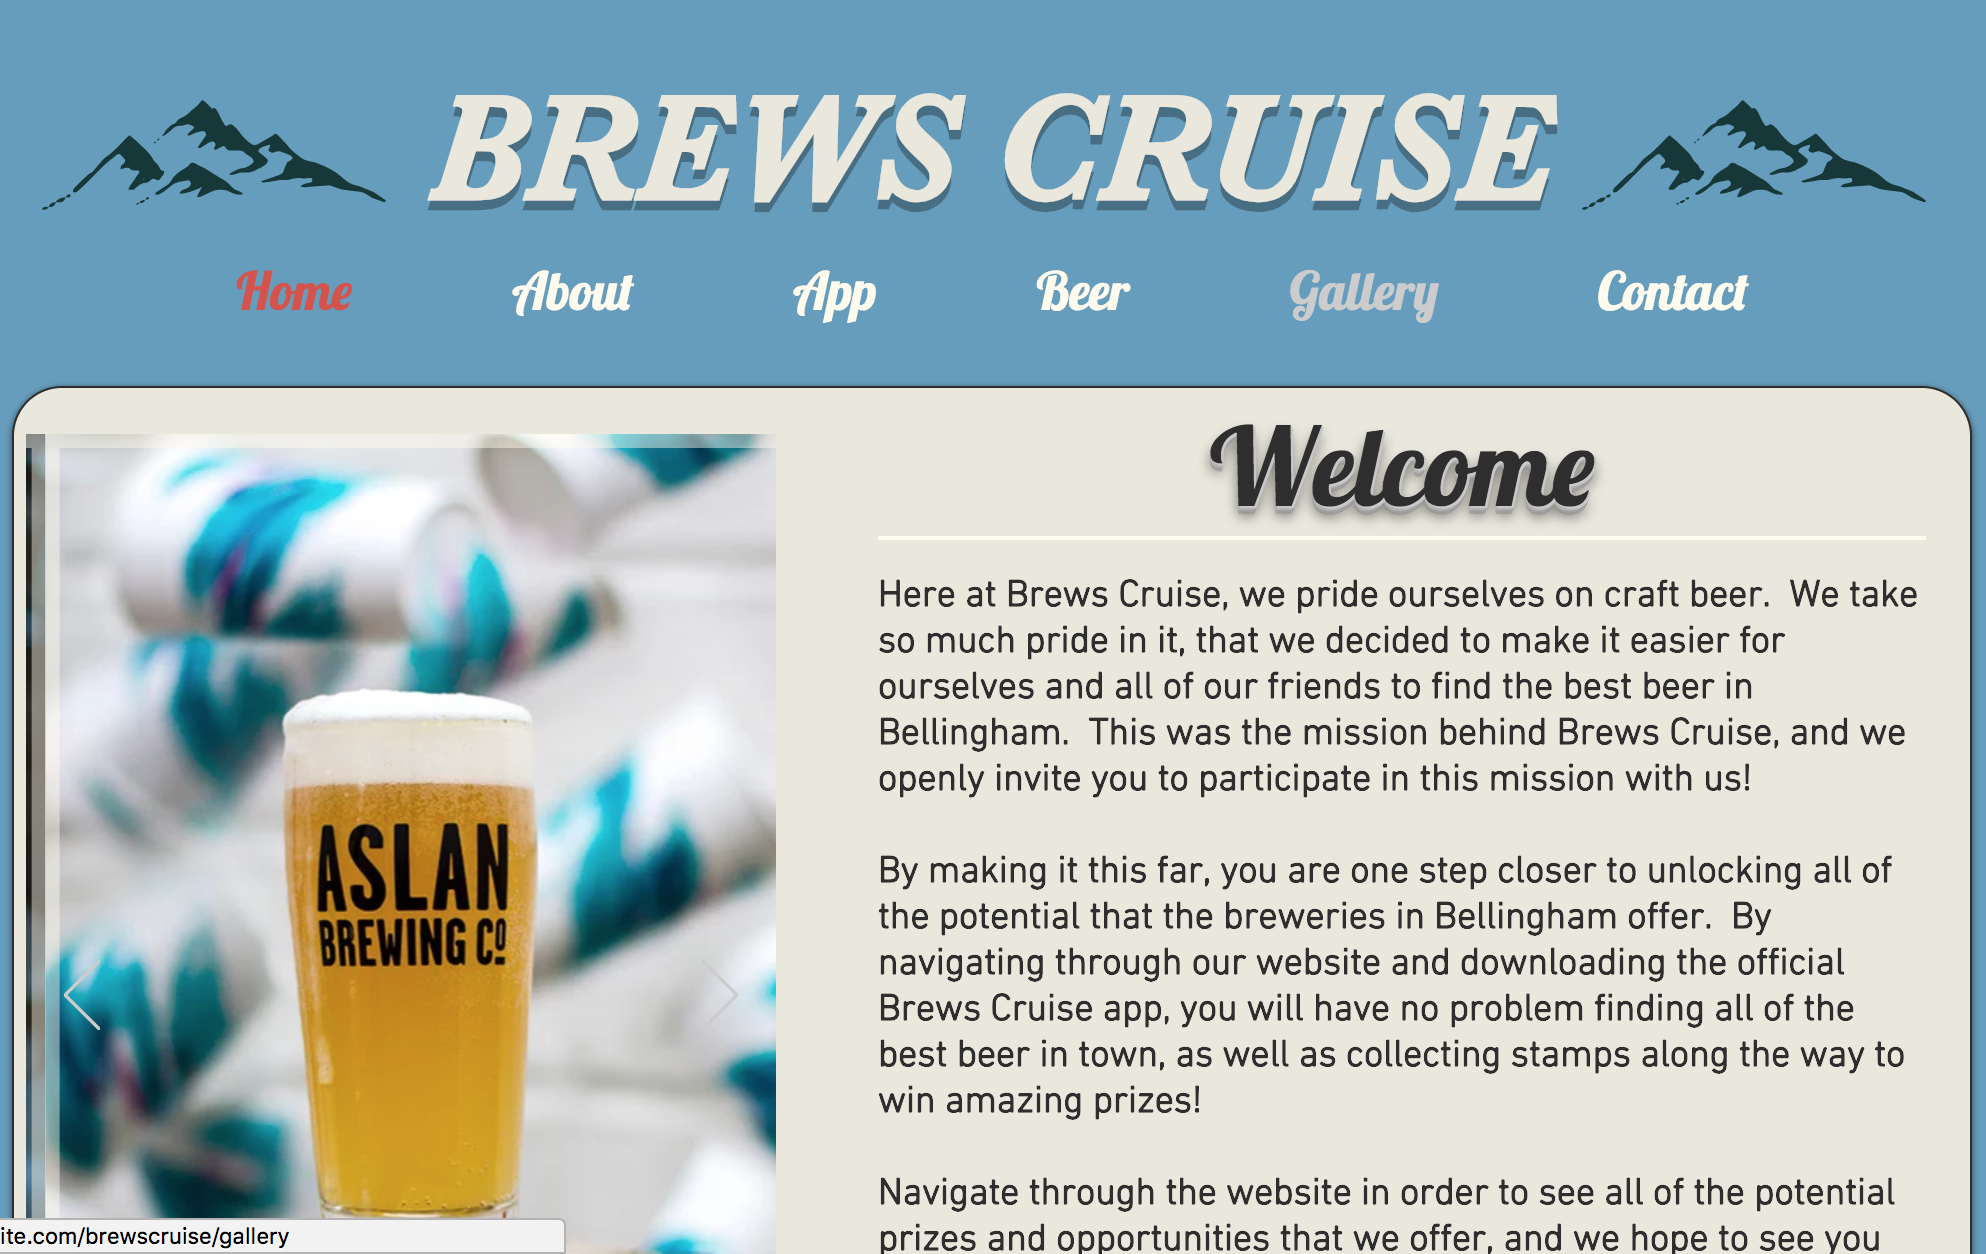 BREWS CRUISE
Home About App Beer Gallery Contact
Welcome
Here at Brews Cruise, we pride ourselves on craft beer.  We take
so much pride in it, that we decided to make it easier for
ourselves and all of our friends to find the best beer in
Bellingham.  This was the mission behind Brews Cruise, and we
openly invite you to participate in this mission with us!
By making it this far, you are one step closer to unlocking all of
the potential that the breweries in Bellingham offer.  By
navigating through our website and downloading the official
Brews Cruise app, you will have no problem finding all of the
best beer in town, as well as collecting stamps along the way to
win amazing prizes!
Navigate through the website in order to see all of the potential
prizes and opportunities that we offer, and we hope to see you
ASLAN
BREWING CO
ite.com/brewscruise/gallery